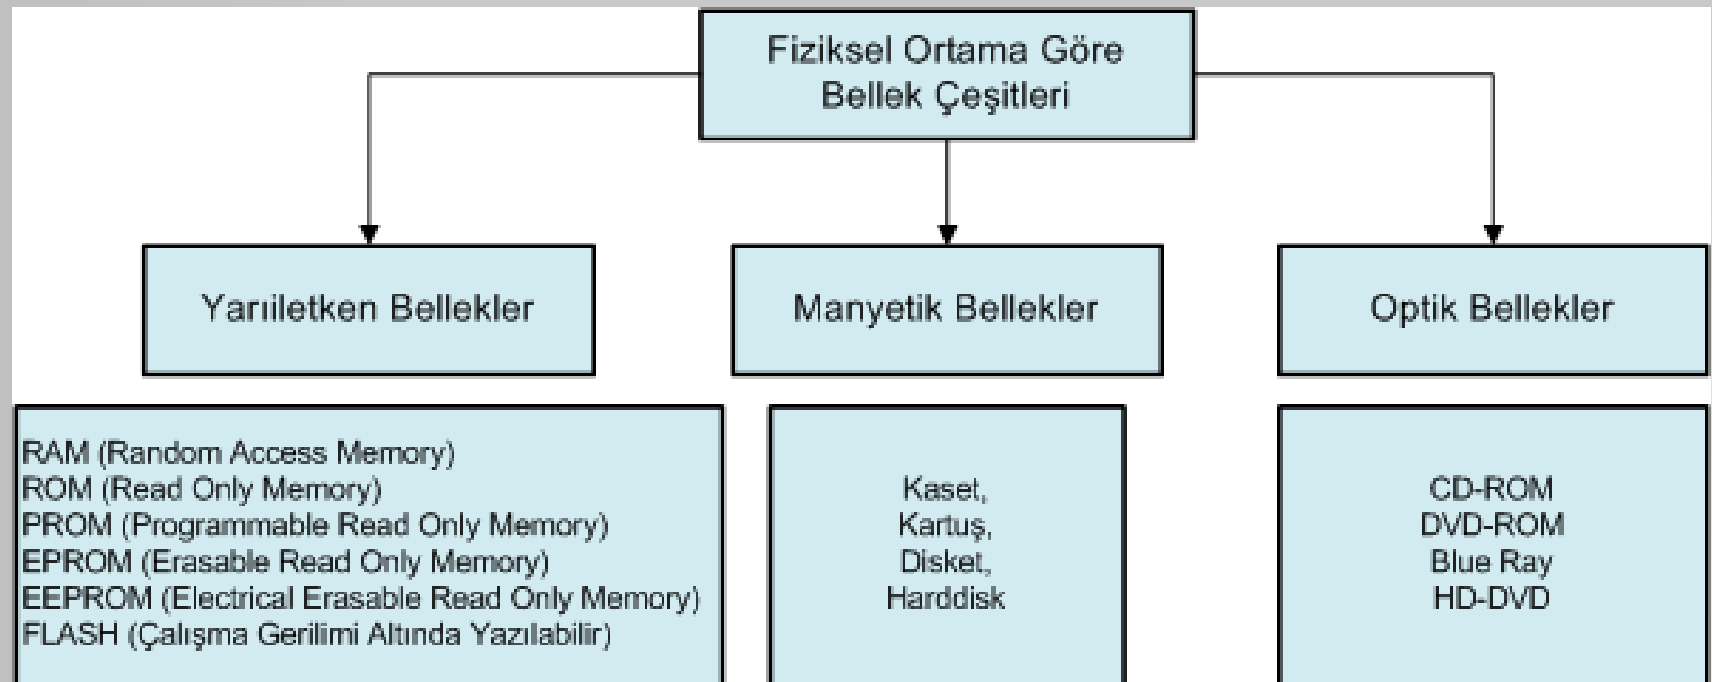 Fiziksel Ortama Göre
Bellek Çeşitleri
Yarıiletken Bellekler
Manyetik Bellekler
Optik Bellekler
RAM (Random Access Memory)
ROM (Read Only Memory)
PROM (Programmable Read Only Memory)
EPROM (Erasable Read Only Memory)
EEPROM (Electrical Erasable Read Only Memory)
FLASH (Çalışma Gerilimi Altında Yazılabilir)
Kaset,
Kartuş,
Disket,
Harddisk
CD-ROM
DVD-ROM
Blue Ray
HD-DVD